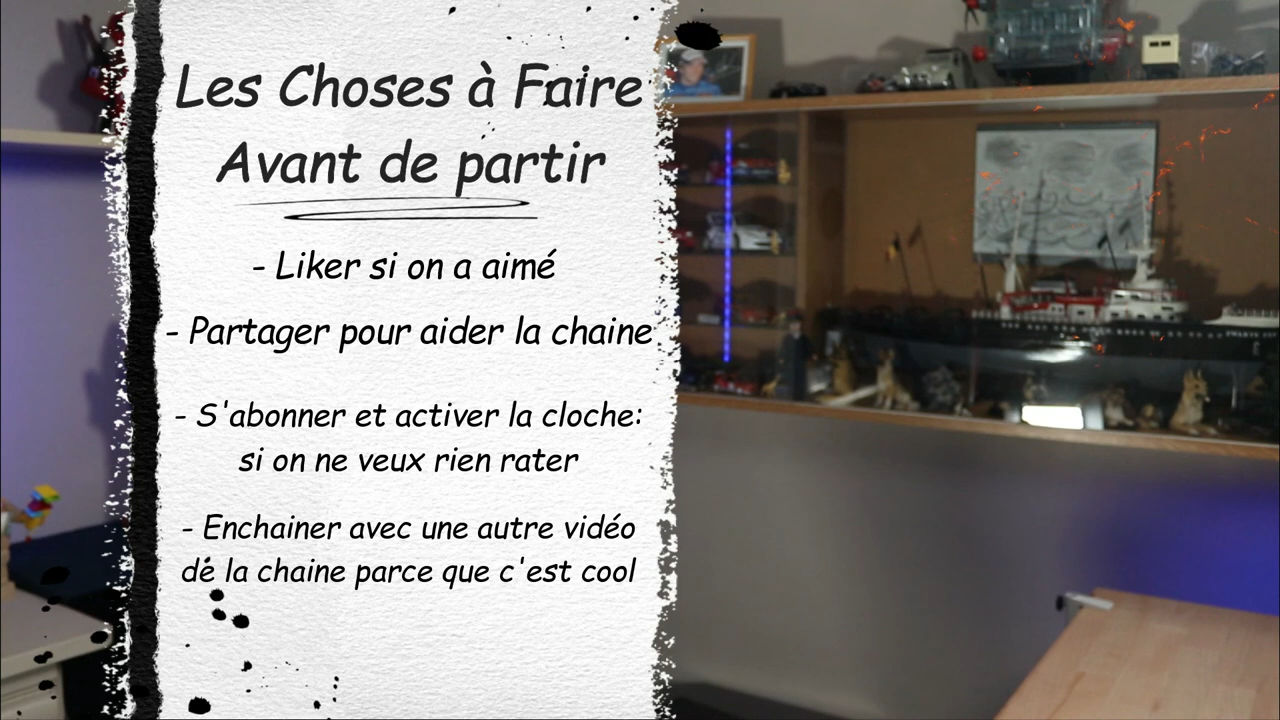 Les Choses à Faire
Avant de partir
- Liker si on a aimé
- Partager pour aider la chaine
- S'abonner et activer la cloche:
si on ne veux rien rater
- Enchainer avec une autre vidéo
de la chaine parce que c'est cool